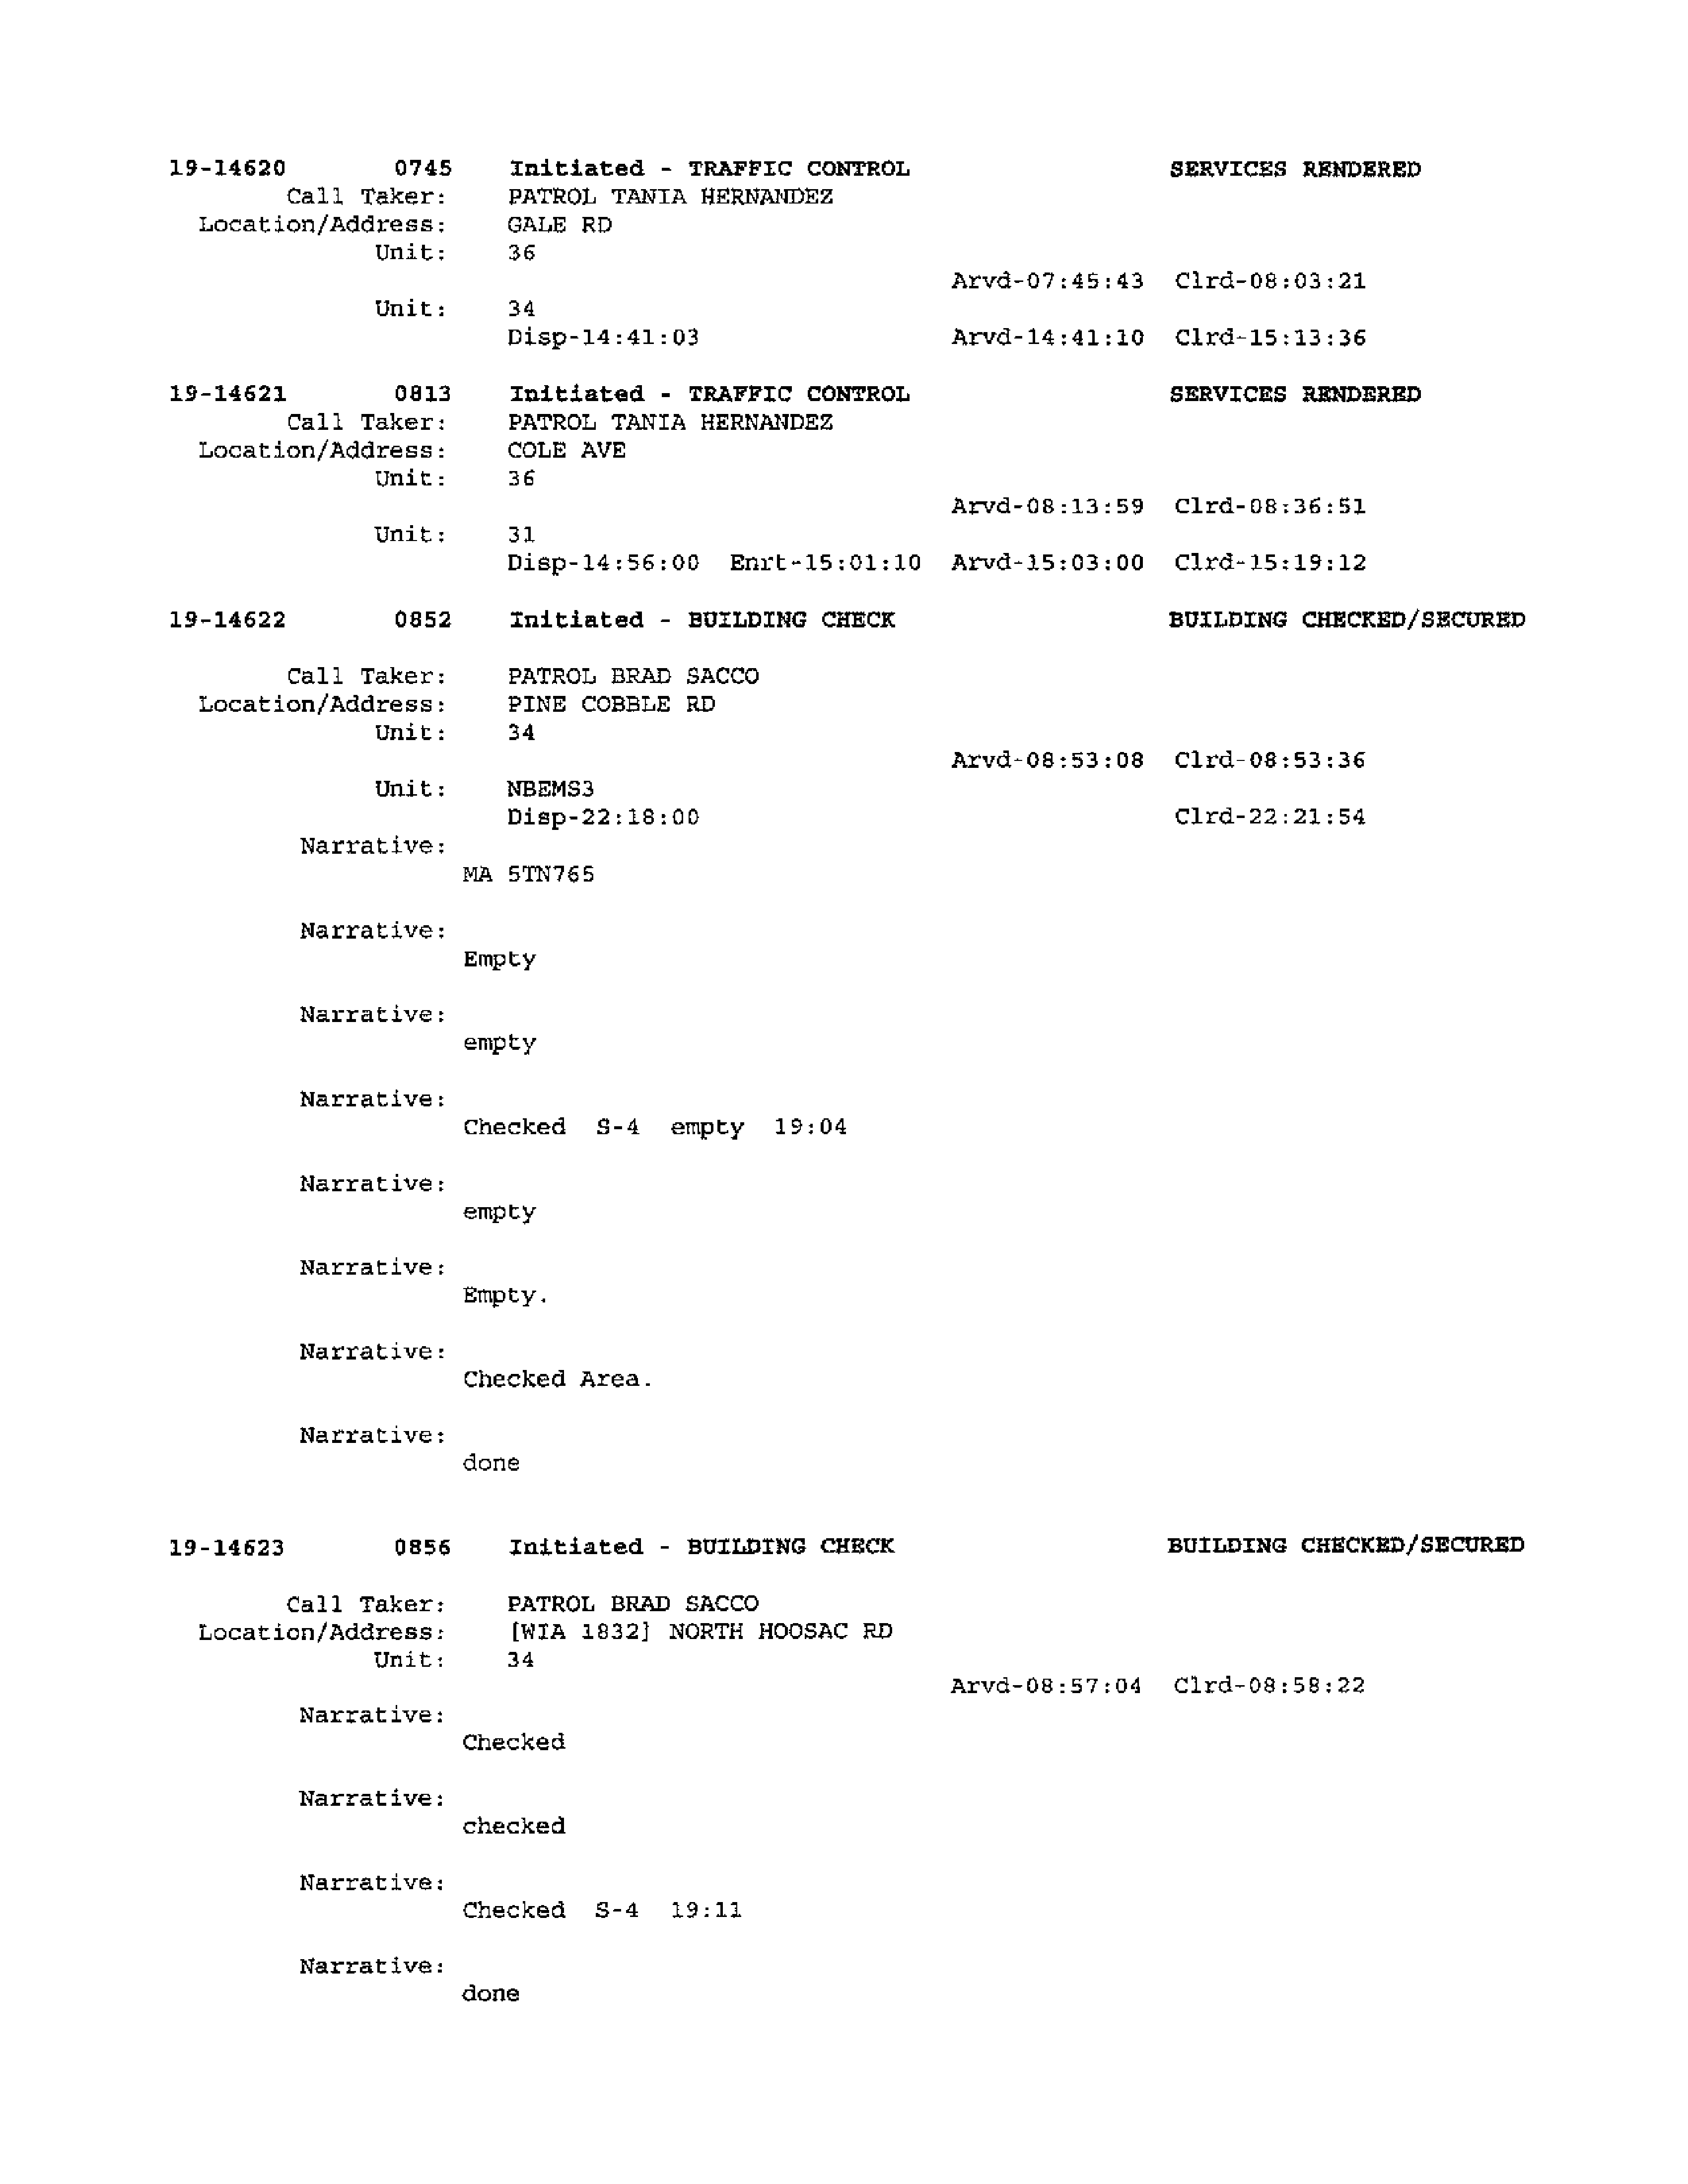 19-14620 0745 Initiated - TRAFFIC CONTROL SERVICES RENDERED
Call Taker: PATROL TANIA HERNANDEZ
Location/Address: GALE RD
Unit: 36
Arvd-07:45:43 Clrd-08:03:21
Unit: 34
Disp-14:41:03 Arvd-14:41:10 Clrd-15:13:36
19-14621 0813 Initiated - TRAFFIC CONTROL SERVICES RENDERED
Call Taker: PATROL TANIA HERNANDEZ
Location/Address: COLE AVE
Unit: 36
Arvd-08:13:59 Clrd-08:36:51
Unit: 31
Disp-14:56:00 Enrt-15:01:10 Arvd-15:03:00 Clrd-15:19:12
19-14622 0852 Initiated - BUILDING CHECK BUILDING CHECKED/SECURED
Call Taker: PATROL BRAD SACCO
Location/Address: PINE COBBLE RD
Unit: 34
Arvd-08:53:08 Clrd-08:53:36
Unit: NBEMS3
Disp-22:18:00 Clrd-22:21:54
Narrative:
MA 5TN765
Narrative:
Empty
Narrative:
empty
Narrative:
Checked S-4 empty 19:04
Narrative:
empty
Narrative:
Empty.
Narrative:
Checked Area.
Narrative:
done
19-14623 0856 Initiated - BUILDING CHECK BUILDING CHECKED/SECURED
Call Taker: PATROL BRAD SACCO
Location/Address: [WIA 1832] NORTH HOOSAC RD
Unit: 34
Arvd-08:57:04 Clrd-08:58:22
Narrative:
Checked
Narrative:
checked
Narrative:
Checked S-4 19:11
Narrative:
done